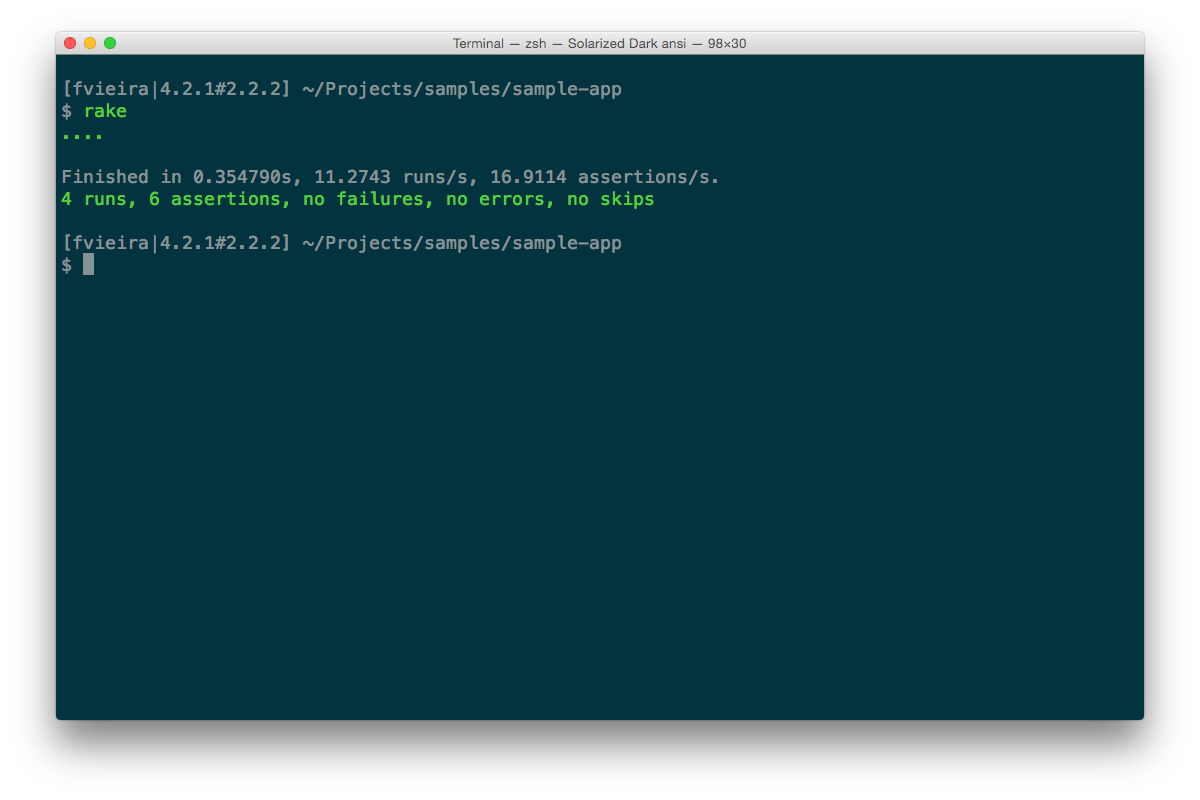 Terminal — zsh — Solarized Dark ansi — 98×30
[fvieira|4.2.1#2.2.2] ~/Projects/samples/sample-app
$ rake
....
Finished in 0.354790s, 11.2743 runs/s, 16.9114 assertions/s.
4 runs, 6 assertions, no failures, no errors, no skips
[fvieira|4.2.1#2.2.2] ~/Projects/samples/sample-app
$